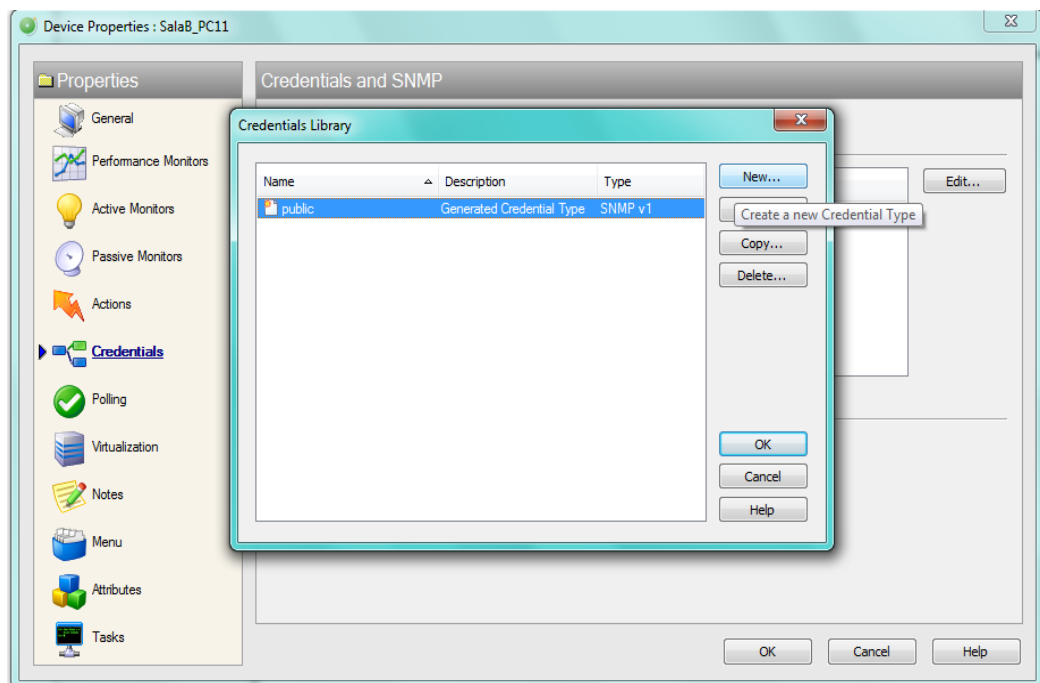 Device Properties : SalaB_PC11
Properties
General
Performance Monitors
Active Monitors
Passive Monitors
Actions
Credentials
Polling
Virtualization
Notes
Menu
Attributes
Tasks
Credentials and SNMP
Edit...
Credentials Library
Name Description Type
public Generated Credential Type SNMP v1
New...
Create a new Credential Type
Copy...
Delete...
OK
Cancel
Help
OK Cancel Help